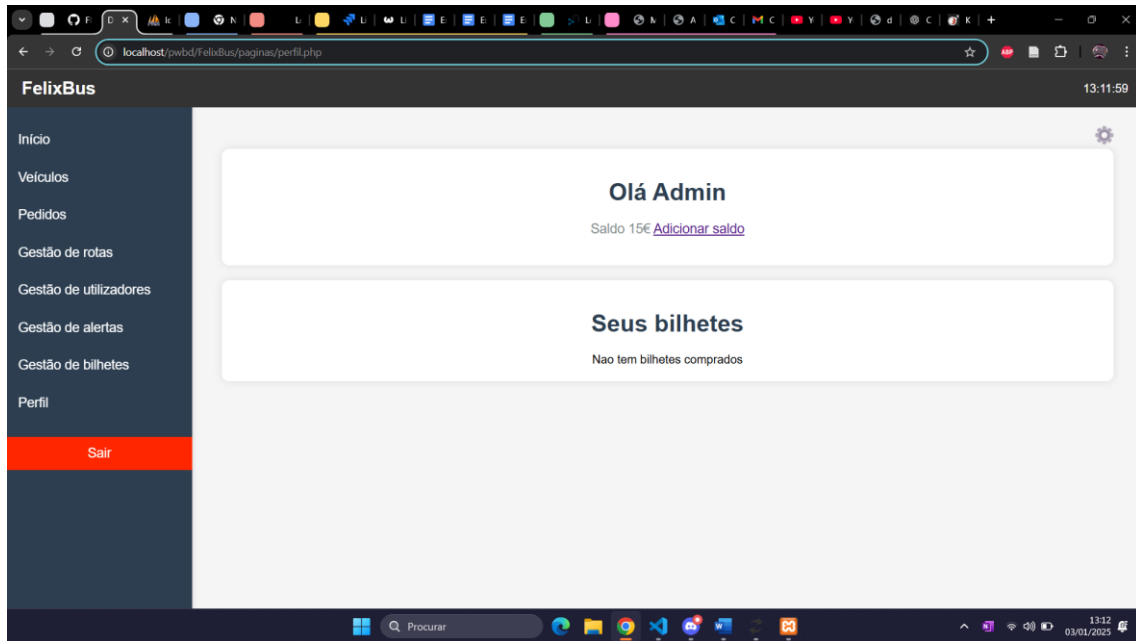 localhost/pwbd/FelixBus/paginas/perfil.php
ABP
FelixBus
13:11:59
Início
Veículos
Pedidos
Gestão de rotas
Gestão de utilizadores
Gestão de alertas
Gestão de bilhetes
Perfil
Sair
Olá Admin
Saldo 15€ Adicionar saldo
Seus bilhetes
Nao tem bilhetes comprados
Procurar
13:12
03/01/2025